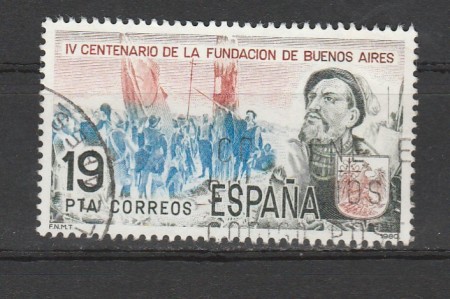 IV CENTENARIO DE LA FUNDACION DE BUENOS AIRES
19
PTA CORREOS
ESPAÑA
F.N.M.T.
1980